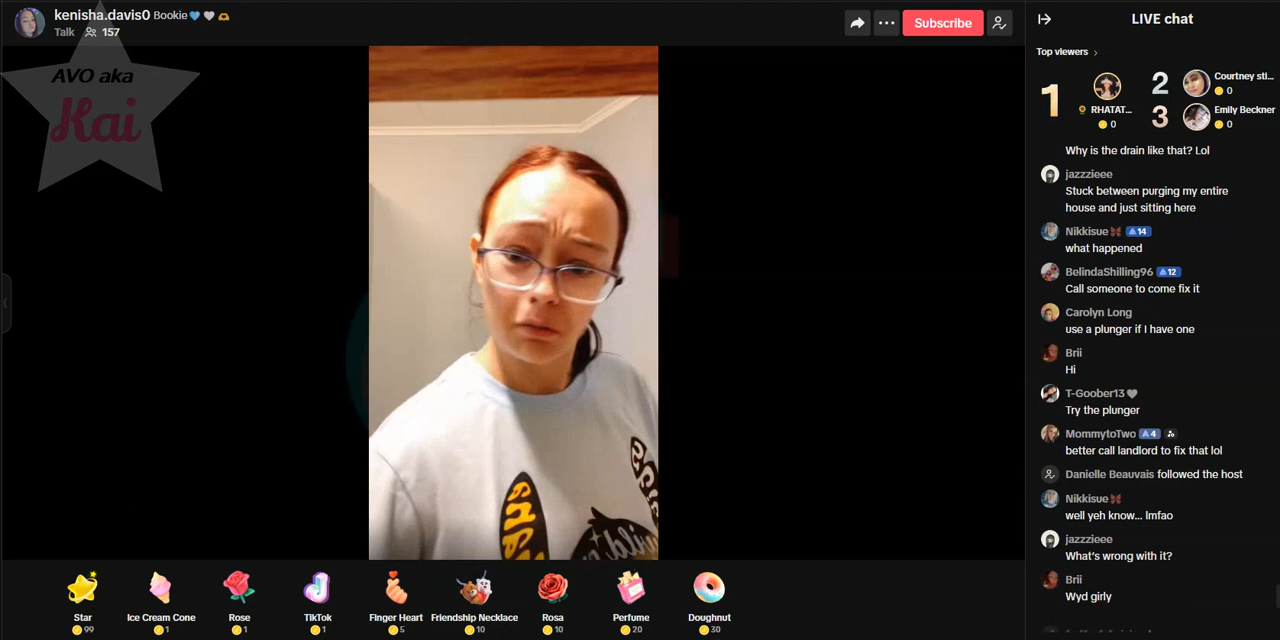 kenisha.davis0 Bookie💙🤍🫶
Talk 157
Subscribe
AVO aka
Kai
Star
99
Ice Cream Cone
1
Rose
1
TikTok
1
Finger Heart
5
Friendship Necklace
10
Rosa
10
Perfume
20
Doughnut
30
LIVE chat
Top viewers >
1
RHATAT...
0
2
Courtney sti...
0
3
Emily Beckner
0
Why is the drain like that? Lol
jazzzieee
Stuck between purging my entire
house and just sitting here
Nikkisue 14
what happened
BelindaShilling96 12
Call someone to come fix it
Carolyn Long
use a plunger if I have one
Brii
Hi
T-Goober13
Try the plunger
MommytoTwo 4
better call landlord to fix that lol
Danielle Beauvais followed the host
Nikkisue
well yeh know... lmfao
jazzzieee
What's wrong with it?
Brii
Wyd girly